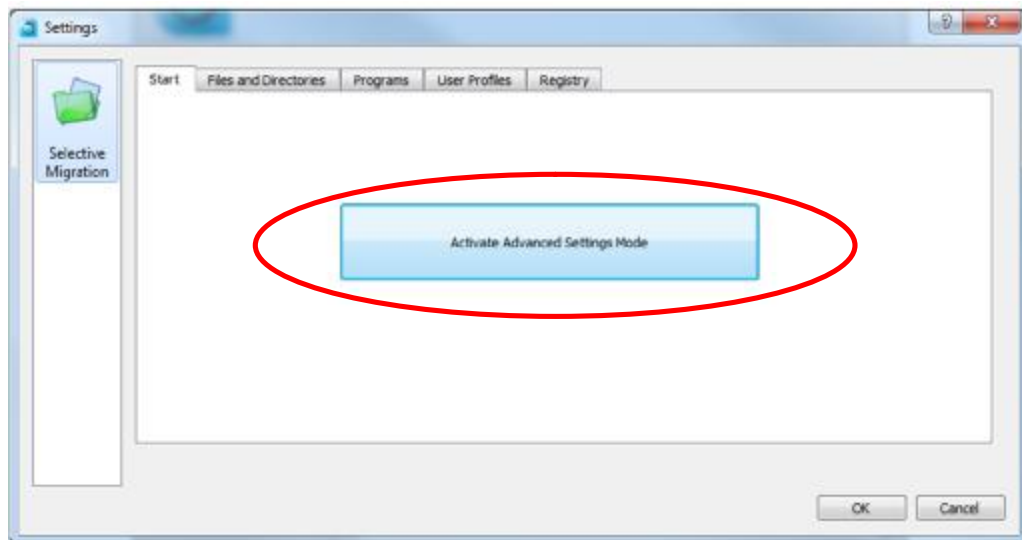 Settings
Start Files and Directories Programs User Profiles Registry
Selective
Migration
Activate Advanced Settings Mode
OK Cancel